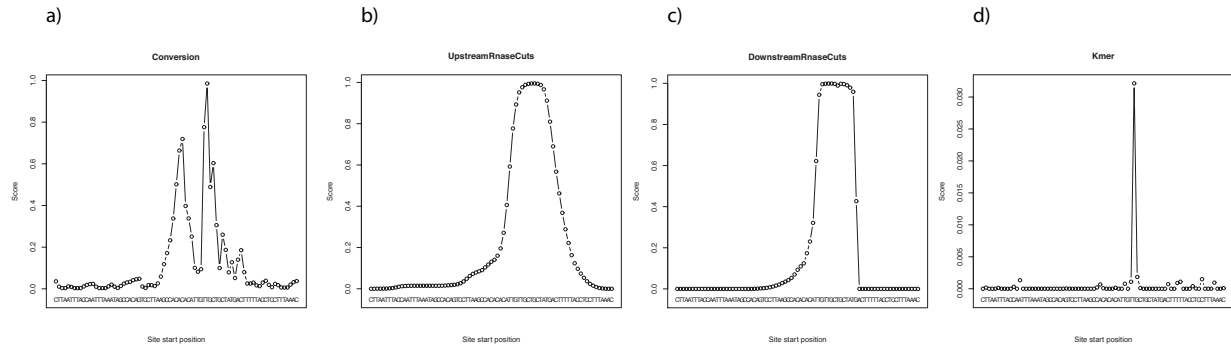 a)
Conversion
Score
1.0
0.8
0.6
0.4
0.2
0.0
Site start position
b)
UpstreamRnaseCuts
Score
1.0
0.8
0.6
0.4
0.2
0.0
Site start position
c)
DownstreamRnaseCuts
Score
1.0
0.8
0.6
0.4
0.2
0.0
Site start position
d)
Kmer
Score
0.030
0.025
0.020
0.015
0.010
0.005
0.000
Site start position